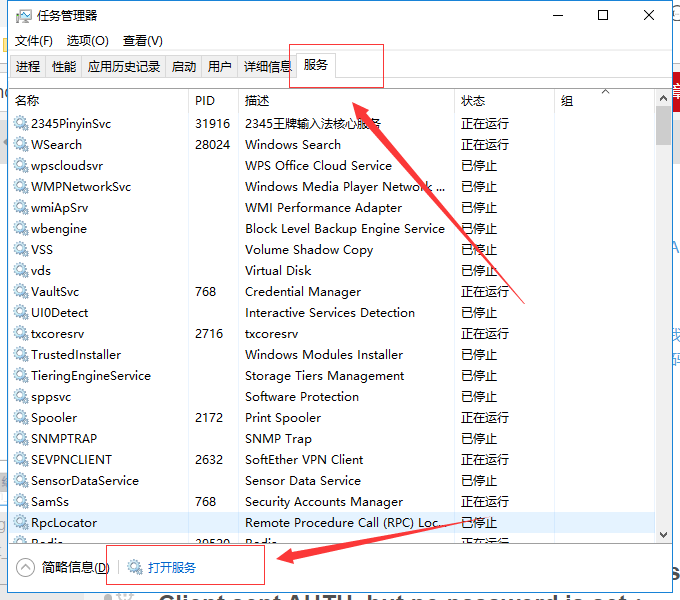 任务管理器
文件(F) 选项(O) 查看(V)
进程 性能 应用历史记录 启动 用户 详细信息 服务
名称 PID 描述 状态 组
2345PinyinSvc 31916 2345王牌输入法核心服务 正在运行
WSearch 28024 Windows Search 正在运行
wpscloudsvr WPS Office Cloud Service 已停止
WMPNetworkSvc Windows Media Player Network ... 已停止
wmiApSrv WMI Performance Adapter 已停止
wbengine Block Level Backup Engine Service 已停止
VSS Volume Shadow Copy 已停止
vds Virtual Disk 已停止
VaultSvc 768 Credential Manager 正在运行
UI0Detect Interactive Services Detection 已停止
txcoresrv 2716 txcoresrv 正在运行
TrustedInstaller Windows Modules Installer 已停止
TieringEngineService Storage Tiers Management 已停止
sppsvc Software Protection 已停止
Spooler 2172 Print Spooler 正在运行
SNMPTRAP SNMP Trap 已停止
SEVPNCLIENT 2632 SoftEther VPN Client 正在运行
SensorDataService Sensor Data Service 已停止
SamSs 768 Security Accounts Manager 正在运行
RpcLocator Remote Procedure Call (RPC) Loc... 已停止
Redis 39520 Redis 正在运行
简略信息(D) 打开服务
Client sent AUTH, but no password is set